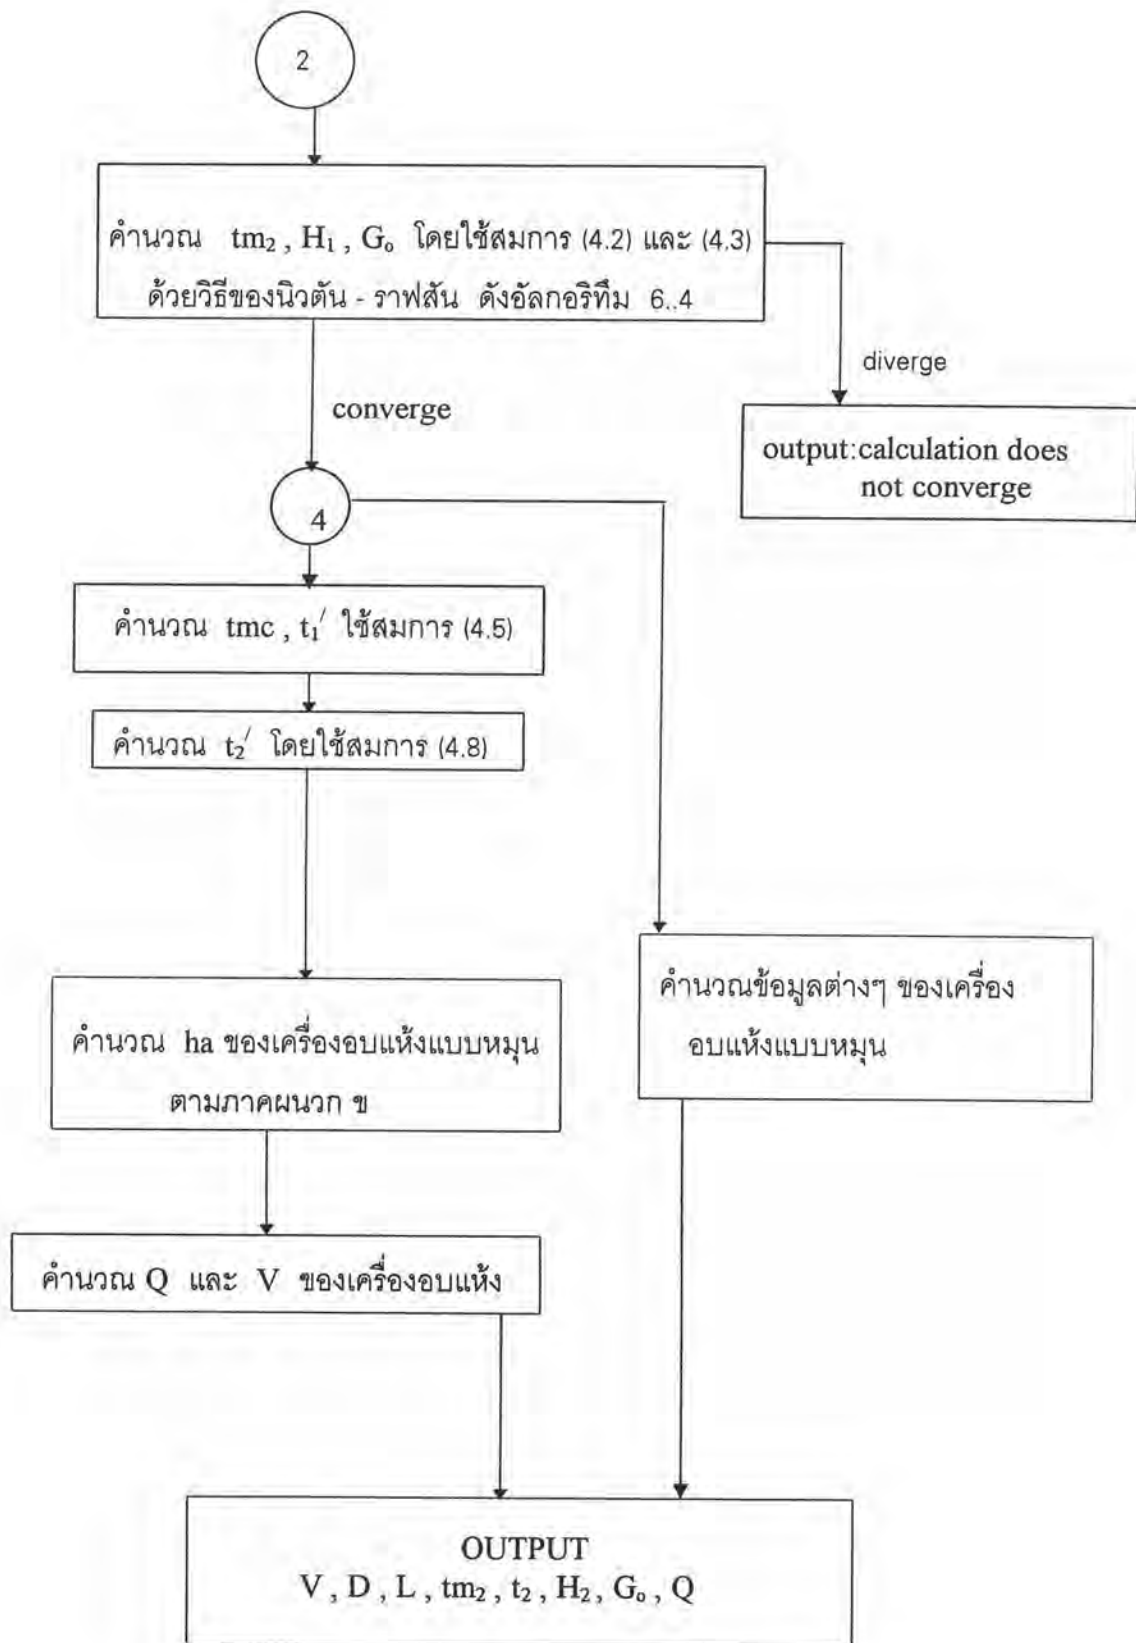 2
คำนวณ tm₂ , H₁ , Gₒ โดยใช้สมการ (4.2) และ (4.3)
ด้วยวิธีของนิวตัน - ราฟสัน ดังอัลกอริทึม 6..4
diverge
converge
output:calculation does
not converge
4
คำนวณ tmc , t₁′ ใช้สมการ (4.5)
คำนวณ t₂′ โดยใช้สมการ (4.8)
คำนวณข้อมูลต่างๆ ของเครื่อง
อบแห้งแบบหมุน
คำนวณ ha ของเครื่องอบแห้งแบบหมุน
ตามภาคผนวก ข
คำนวณ Q และ V ของเครื่องอบแห้ง
OUTPUT
V , D , L , tm₂ , t₂ , H₂ , Gₒ , Q